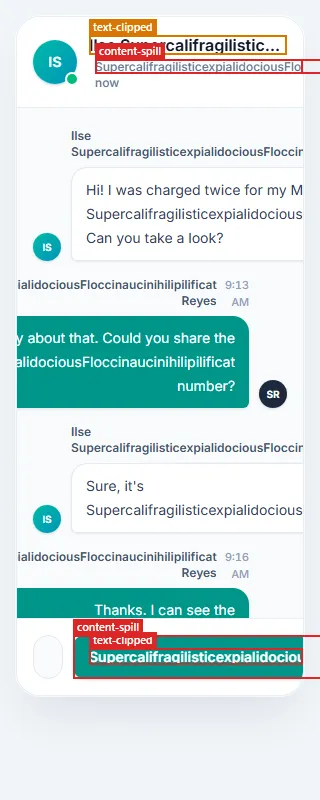 text-clipped
Ilse Supercalifragilistic...
content-spill
SupercalifragilisticexpialidociousFlo
now
IS
Ilse
SupercalifragilisticexpialidociousFloccin
Hi! I was charged twice for my M
Supercalifragilisticexpialidocious
Can you take a look?
IS
ialidociousFloccinaucinihilipilificat 9:13
Reyes AM
y about that. Could you share the
alidociousFloccinaucinihilipilificat
number?
SR
Ilse
SupercalifragilisticexpialidociousFloccin
Sure, it's
Supercalifragilisticexpialidocious
IS
ialidociousFloccinaucinihilipilificat 9:16
Reyes AM
Thanks. I can see the
content-spill
text-clipped
Supercalifragilisticexpialidociou